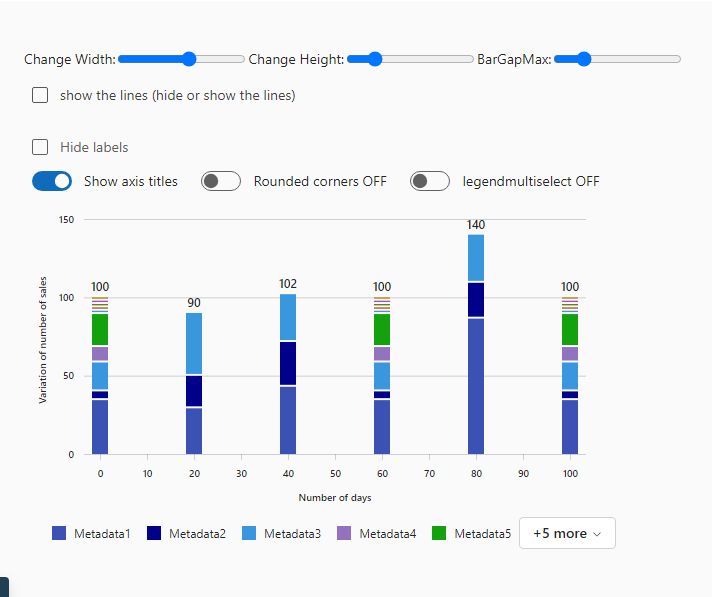 Change Width: Change Height: BarGapMax:
show the lines (hide or show the lines)
Hide labels
Show axis titles Rounded corners OFF legendmultiselect OFF
150
140
100 90 102 100 100
100
50
0
Variation of number of sales
0 10 20 30 40 50 60 70 80 90 100
Number of days
Metadata1 Metadata2 Metadata3 Metadata4 Metadata5 +5 more